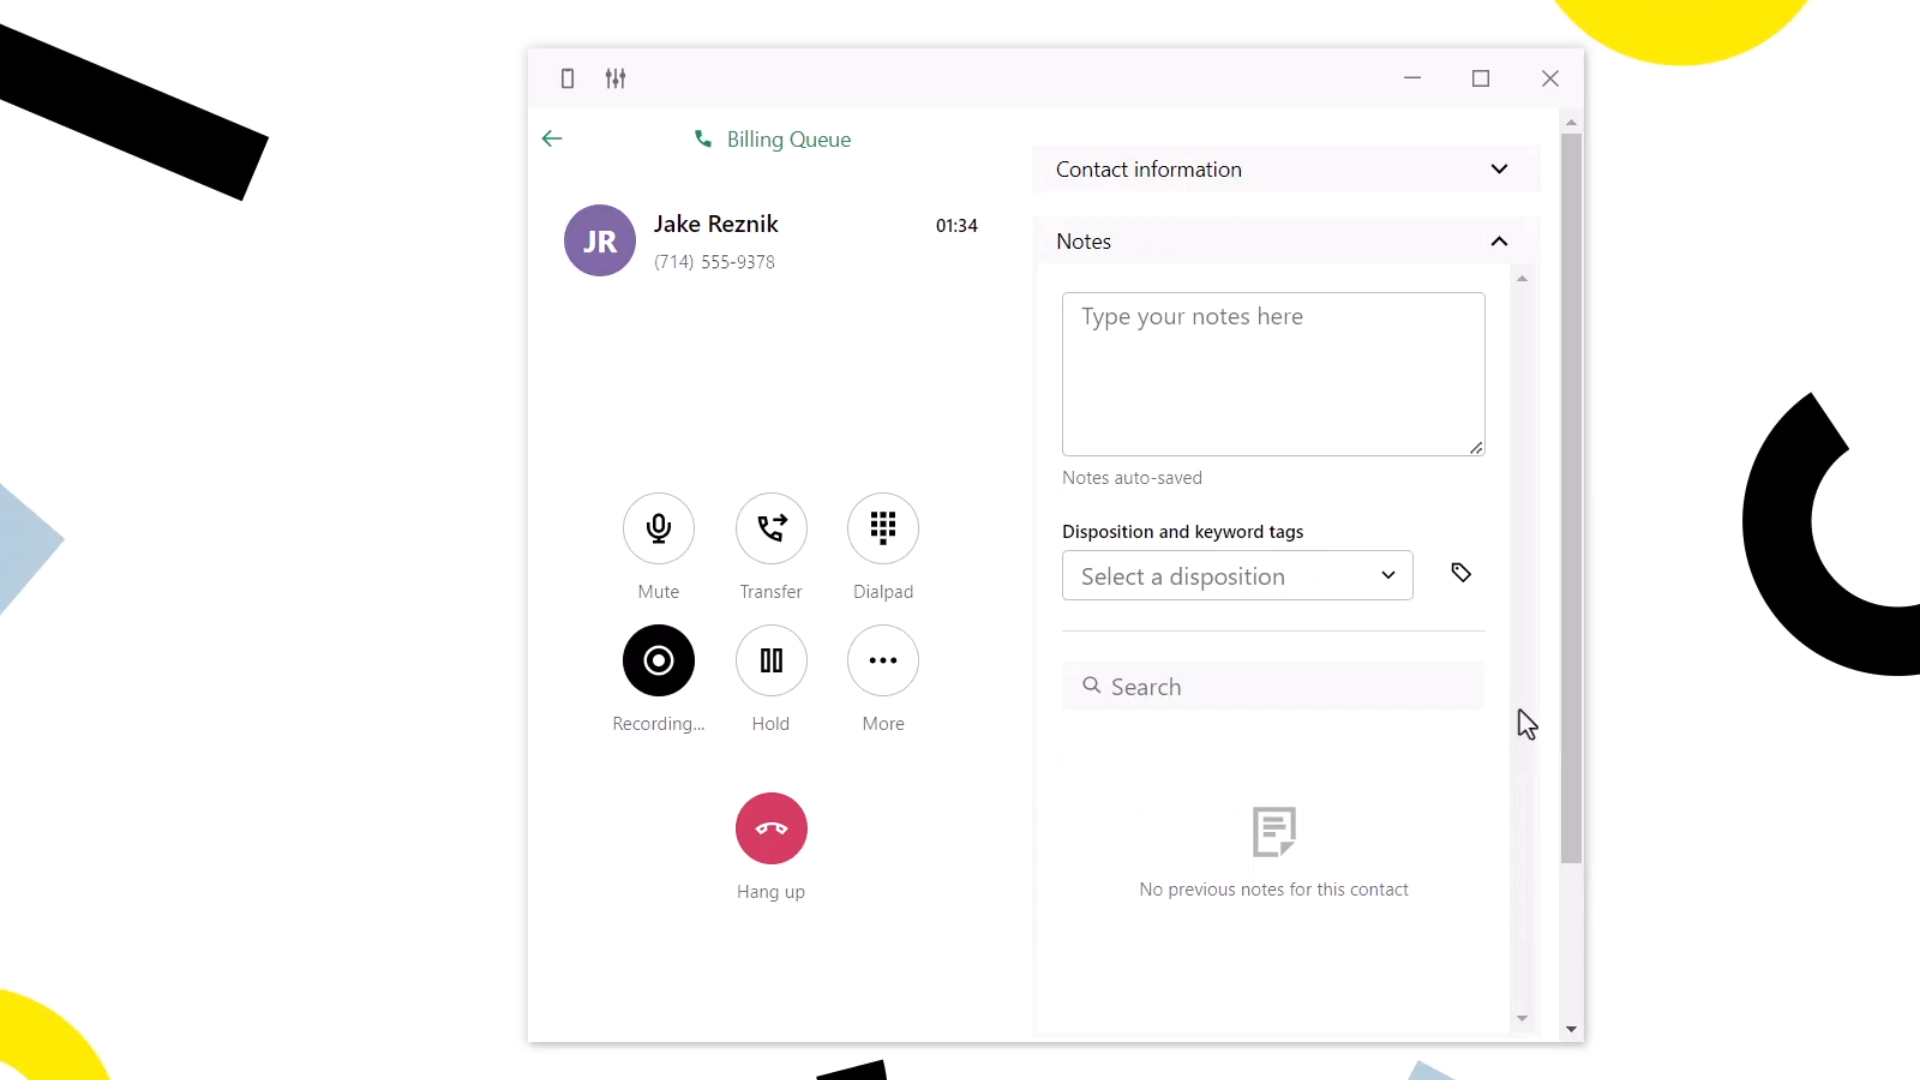 Billing Queue
JR
Jake Reznik
01:34
(714) 555-9378
Mute
Transfer
Dialpad
Recording...
Hold
More
Hang up
Contact information
Notes
Type your notes here
Notes auto-saved
Disposition and keyword tags
Select a disposition
Search
No previous notes for this contact